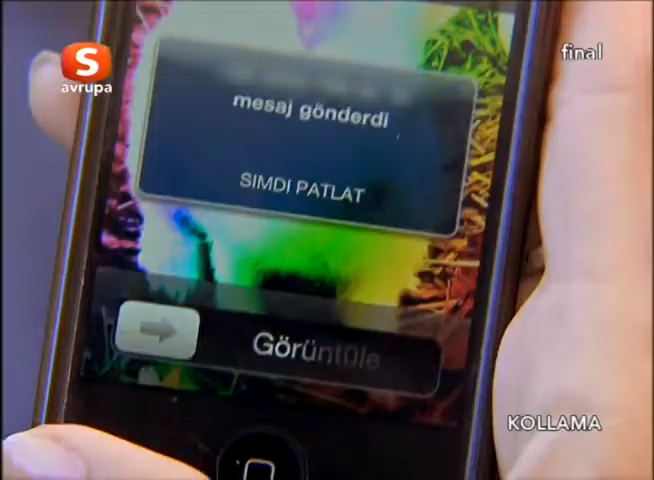 S
avrupa
final
mesaj gönderdi
SIMDI PATLAT
Görüntüle
KOLLAMA